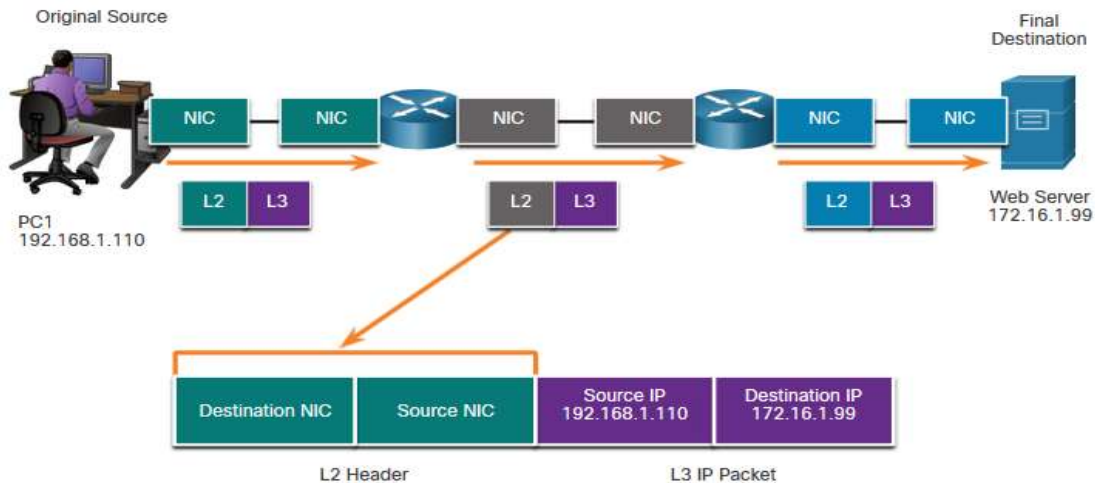 Original Source
Final
Destination
NIC
NIC
NIC
NIC
NIC
NIC
L2
L3
L2
L3
L2
L3
PC1
192.168.1.110
Web Server
172.16.1.99
Destination NIC
Source NIC
Source IP
192.168.1.110
Destination IP
172.16.1.99
L2 Header
L3 IP Packet